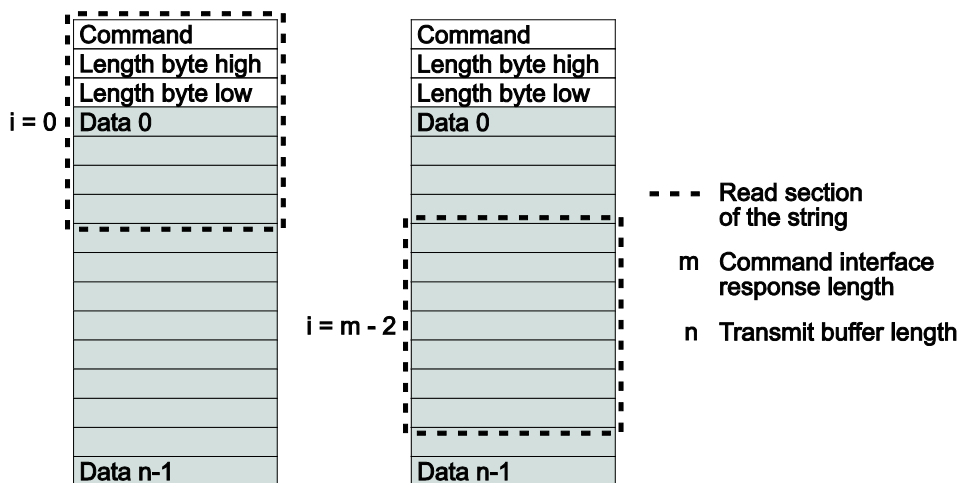 Command
Length byte high
Length byte low
i = 0
Data 0
Data n-1
Command
Length byte high
Length byte low
Data 0
i = m - 2
Data n-1
Read section
of the string
m Command interface
response length
n Transmit buffer length